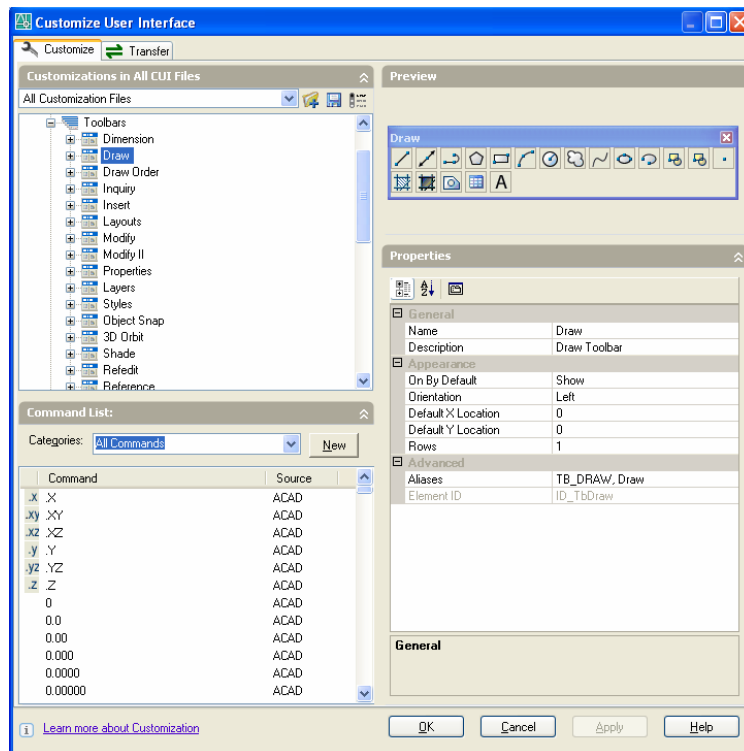 Customize User Interface
Customize Transfer
Customizations in All CUI Files
All Customization Files
Toolbars
Dimension
Draw
Draw Order
Inquiry
Insert
Layouts
Modify
Modify II
Properties
Layers
Styles
Object Snap
3D Orbit
Shade
Refedit
Reference
Command List:
Categories: All Commands New
Command Source
.X .X ACAD
.XY .XY ACAD
.XZ .XZ ACAD
.y .Y ACAD
.yz .YZ ACAD
.z .Z ACAD
0 ACAD
0.0 ACAD
0.00 ACAD
0.000 ACAD
0.0000 ACAD
0.00000 ACAD
Preview
Draw
A
Properties
General
Name Draw
Description Draw Toolbar
Appearance
On By Default Show
Orientation Left
Default X Location 0
Default Y Location 0
Rows 1
Advanced
Aliases TB_DRAW, Draw
Element ID ID_TbDraw
General
Learn more about Customization
OK Cancel Apply Help